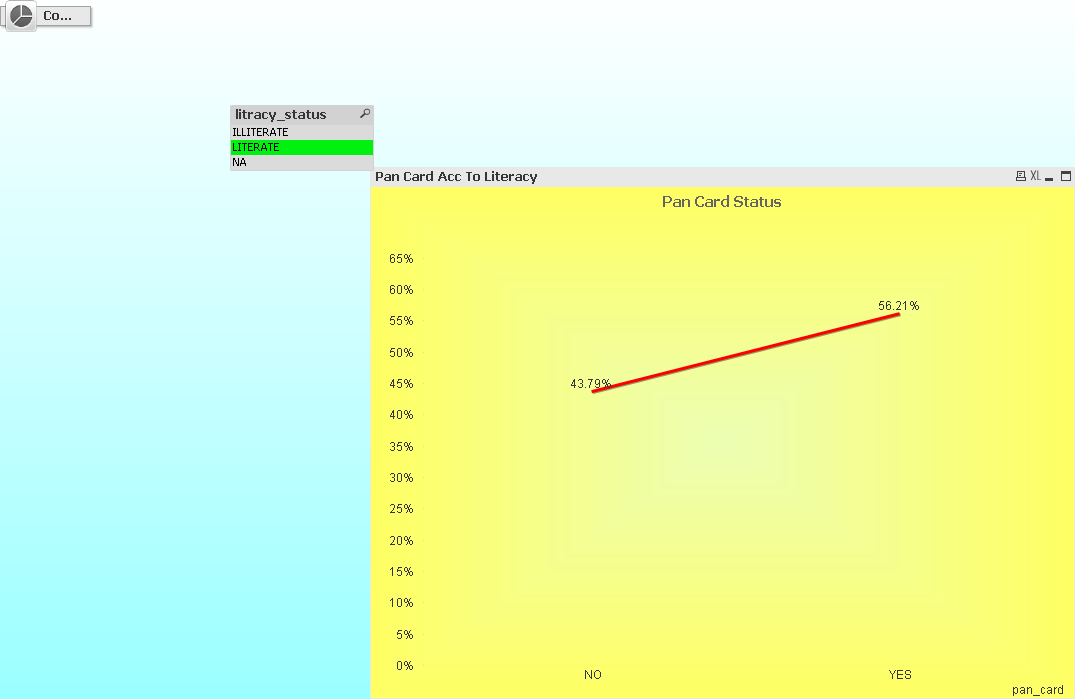 Co...
litracy_status
ILLITERATE
LITERATE
NA
Pan Card Acc To Literacy XL
Pan Card Status
65%
60%
56.21%
55%
50%
45%
43.79%
40%
35%
30%
25%
20%
15%
10%
5%
0%
NO YES
pan_card